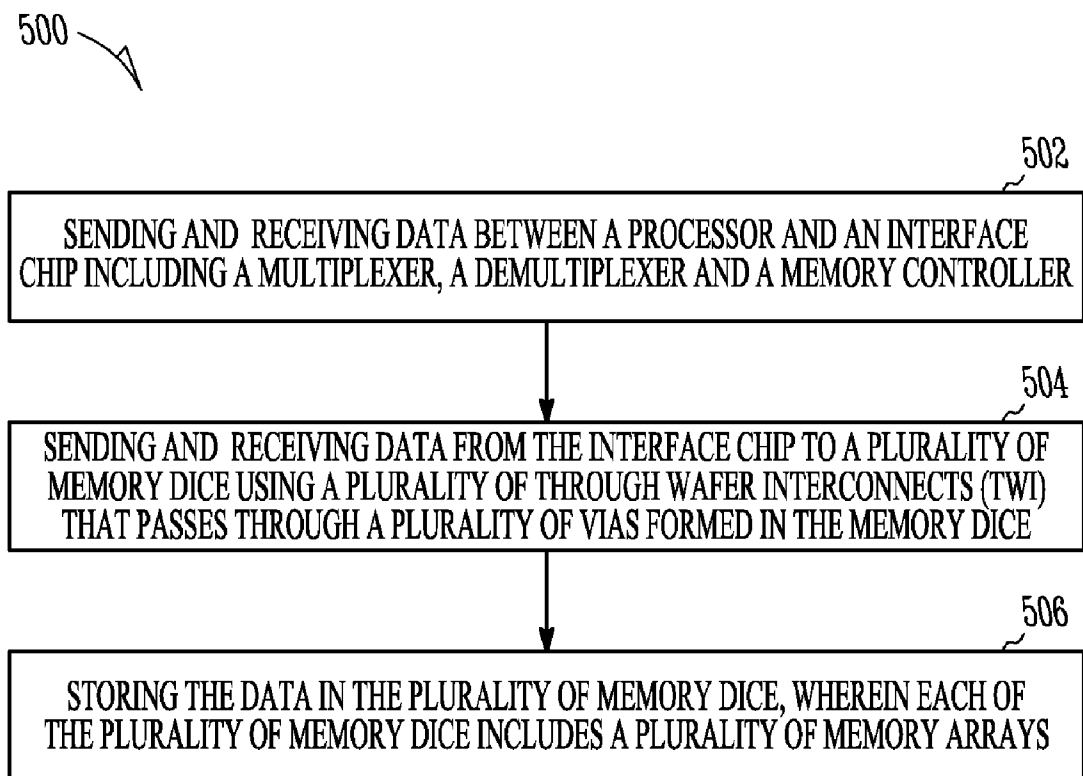 500
502
SENDING AND RECEIVING DATA BETWEEN A PROCESSOR AND AN INTERFACE
CHIP INCLUDING A MULTIPLEXER, A DEMULTIPLEXER AND A MEMORY CONTROLLER
504
SENDING AND RECEIVING DATA FROM THE INTERFACE CHIP TO A PLURALITY OF
MEMORY DICE USING A PLURALITY OF THROUGH WAFER INTERCONNECTS (TWI)
THAT PASSES THROUGH A PLURALITY OF VIAS FORMED IN THE MEMORY DICE
506
STORING THE DATA IN THE PLURALITY OF MEMORY DICE, WHEREIN EACH OF
THE PLURALITY OF MEMORY DICE INCLUDES A PLURALITY OF MEMORY ARRAYS